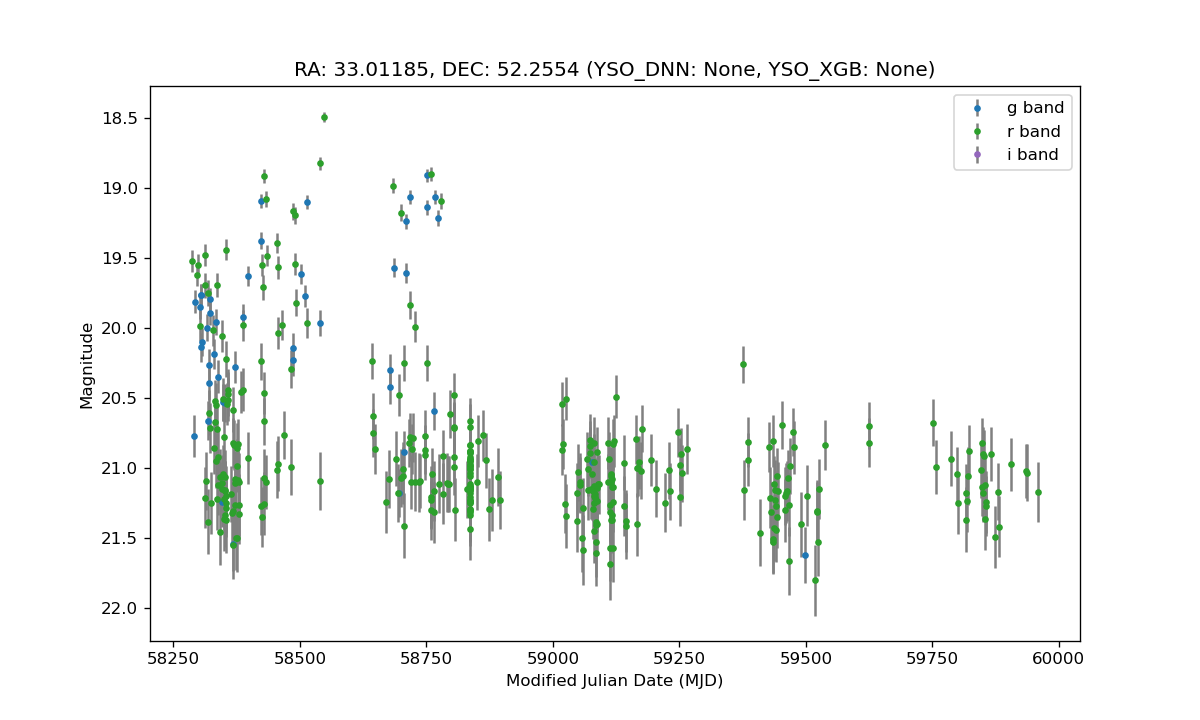 RA: 33.01185, DEC: 52.2554 (YSO_DNN: None, YSO_XGB: None)
g band
r band
i band
18.5
19.0
19.5
20.0
20.5
21.0
21.5
22.0
Magnitude
58250 58500 58750 59000 59250 59500 59750 60000
Modified Julian Date (MJD)